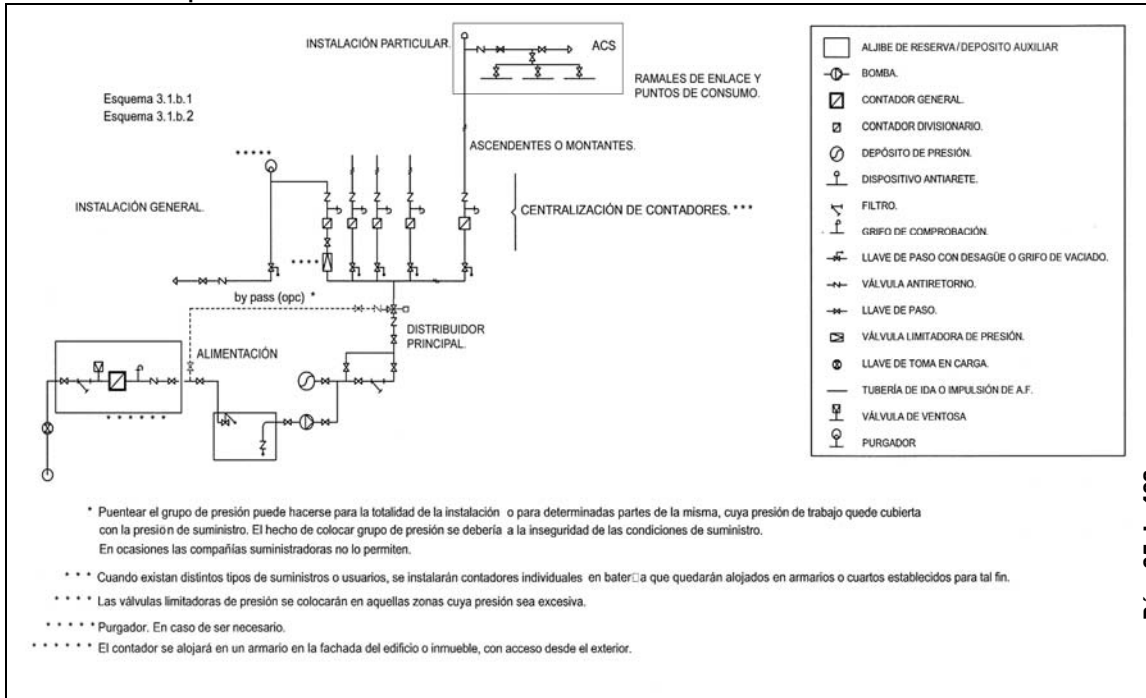 INSTALACIÓN PARTICULAR.
ACS
RAMALES DE ENLACE Y
PUNTOS DE CONSUMO.
Esquema 3.1.b.1
Esquema 3.1.b.2
ASCENDENTES O MONTANTES.
* * * * *
INSTALACIÓN GENERAL.
CENTRALIZACIÓN DE CONTADORES. * * *
* * * *
by pass (opc) *
DISTRIBUIDOR
PRINCIPAL.
ALIMENTACIÓN
* * * * * *
ALJIBE DE RESERVA/DEPOSITO AUXILIAR
BOMBA.
CONTADOR GENERAL.
CONTADOR DIVISIONARIO.
DEPÓSITO DE PRESIÓN.
DISPOSITIVO ANTIARETE.
FILTRO.
GRIFO DE COMPROBACIÓN.
LLAVE DE PASO CON DESAGÜE O GRIFO DE VACIADO.
VÁLVULA ANTIRETORNO.
LLAVE DE PASO.
VÁLVULA LIMITADORA DE PRESIÓN.
LLAVE DE TOMA EN CARGA.
TUBERÍA DE IDA O IMPULSIÓN DE A.F.
VÁLVULA DE VENTOSA
PURGADOR
* Puentear el grupo de presión puede hacerse para la totalidad de la instalación o para determinadas partes de la misma, cuya presión de trabajo quede cubierta
con la presión de suministro. El hecho de colocar grupo de presión se debería a la inseguridad de las condiciones de suministro.
En ocasiones las compañías suministradoras no lo permiten.
* * * Cuando existan distintos tipos de suministros o usuarios, se instalarán contadores individuales en bater□a que quedarán alojados en armarios o cuartos establecidos para tal fin.
* * * * Las válvulas limitadoras de presión se colocarán en aquellas zonas cuya presión sea excesiva.
* * * * * Purgador. En caso de ser necesario.
* * * * * * El contador se alojará en un armario en la fachada del edificio o inmueble, con acceso desde el exterior.